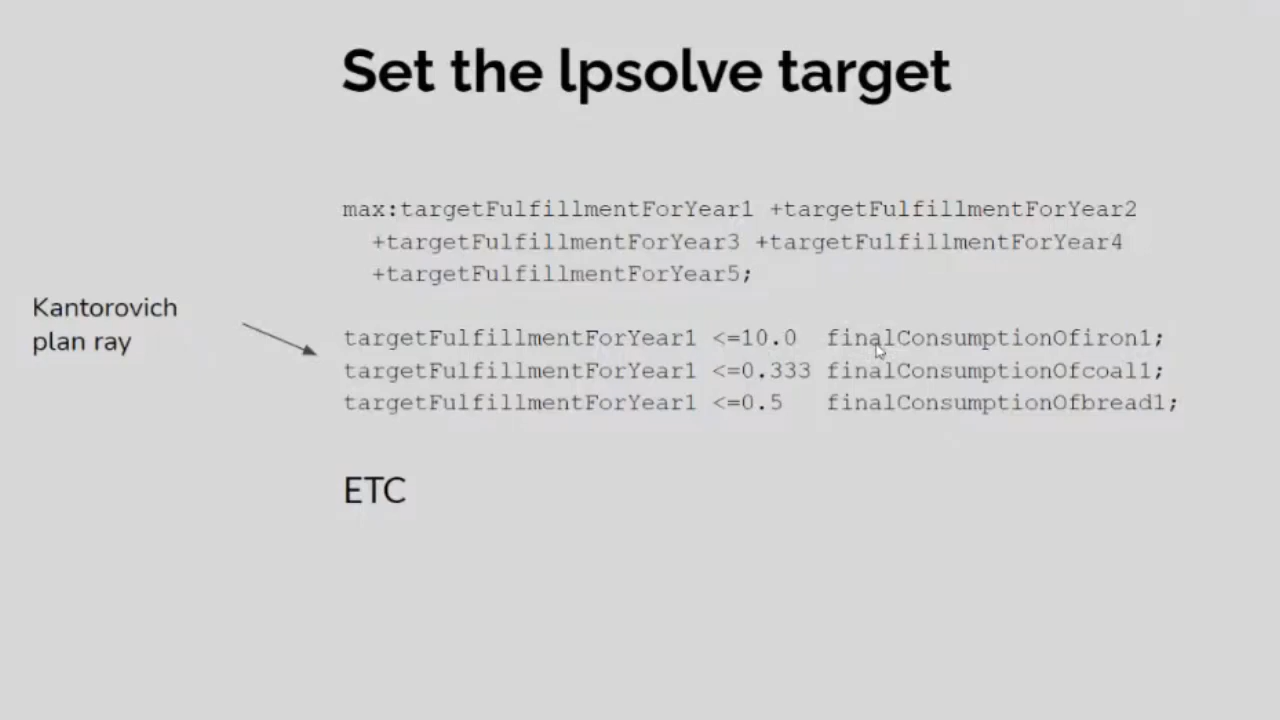 Set the lpsolve target
max:targetFulfillmentForYear1 +targetFulfillmentForYear2
+targetFulfillmentForYear3 +targetFulfillmentForYear4
+targetFulfillmentForYear5;
Kantorovich
plan ray
targetFulfillmentForYear1 <=10.0 finalConsumptionOfiron1;
targetFulfillmentForYear1 <=0.333 finalConsumptionOfcoal1;
targetFulfillmentForYear1 <=0.5 finalConsumptionOfbread1;
ETC